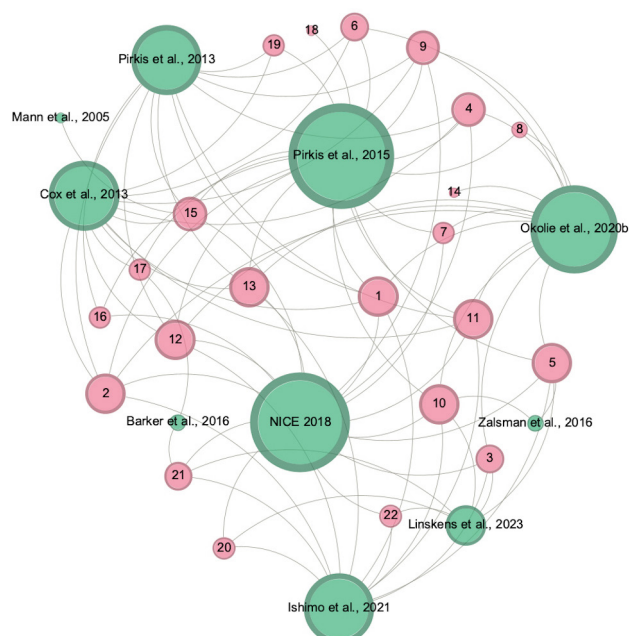 18
6
19
9
Pirkis et al., 2013
4
Mann et al., 2005
8
Pirkis et al., 2015
14
Cox et al., 2013
15
Okolie et al., 2020b
7
17
13
1
16
11
12
5
2
10
Barker et al., 2016
NICE 2018
Zalsman et al., 2016
3
21
22
Linskens et al., 2023
20
Ishimo et al., 2021